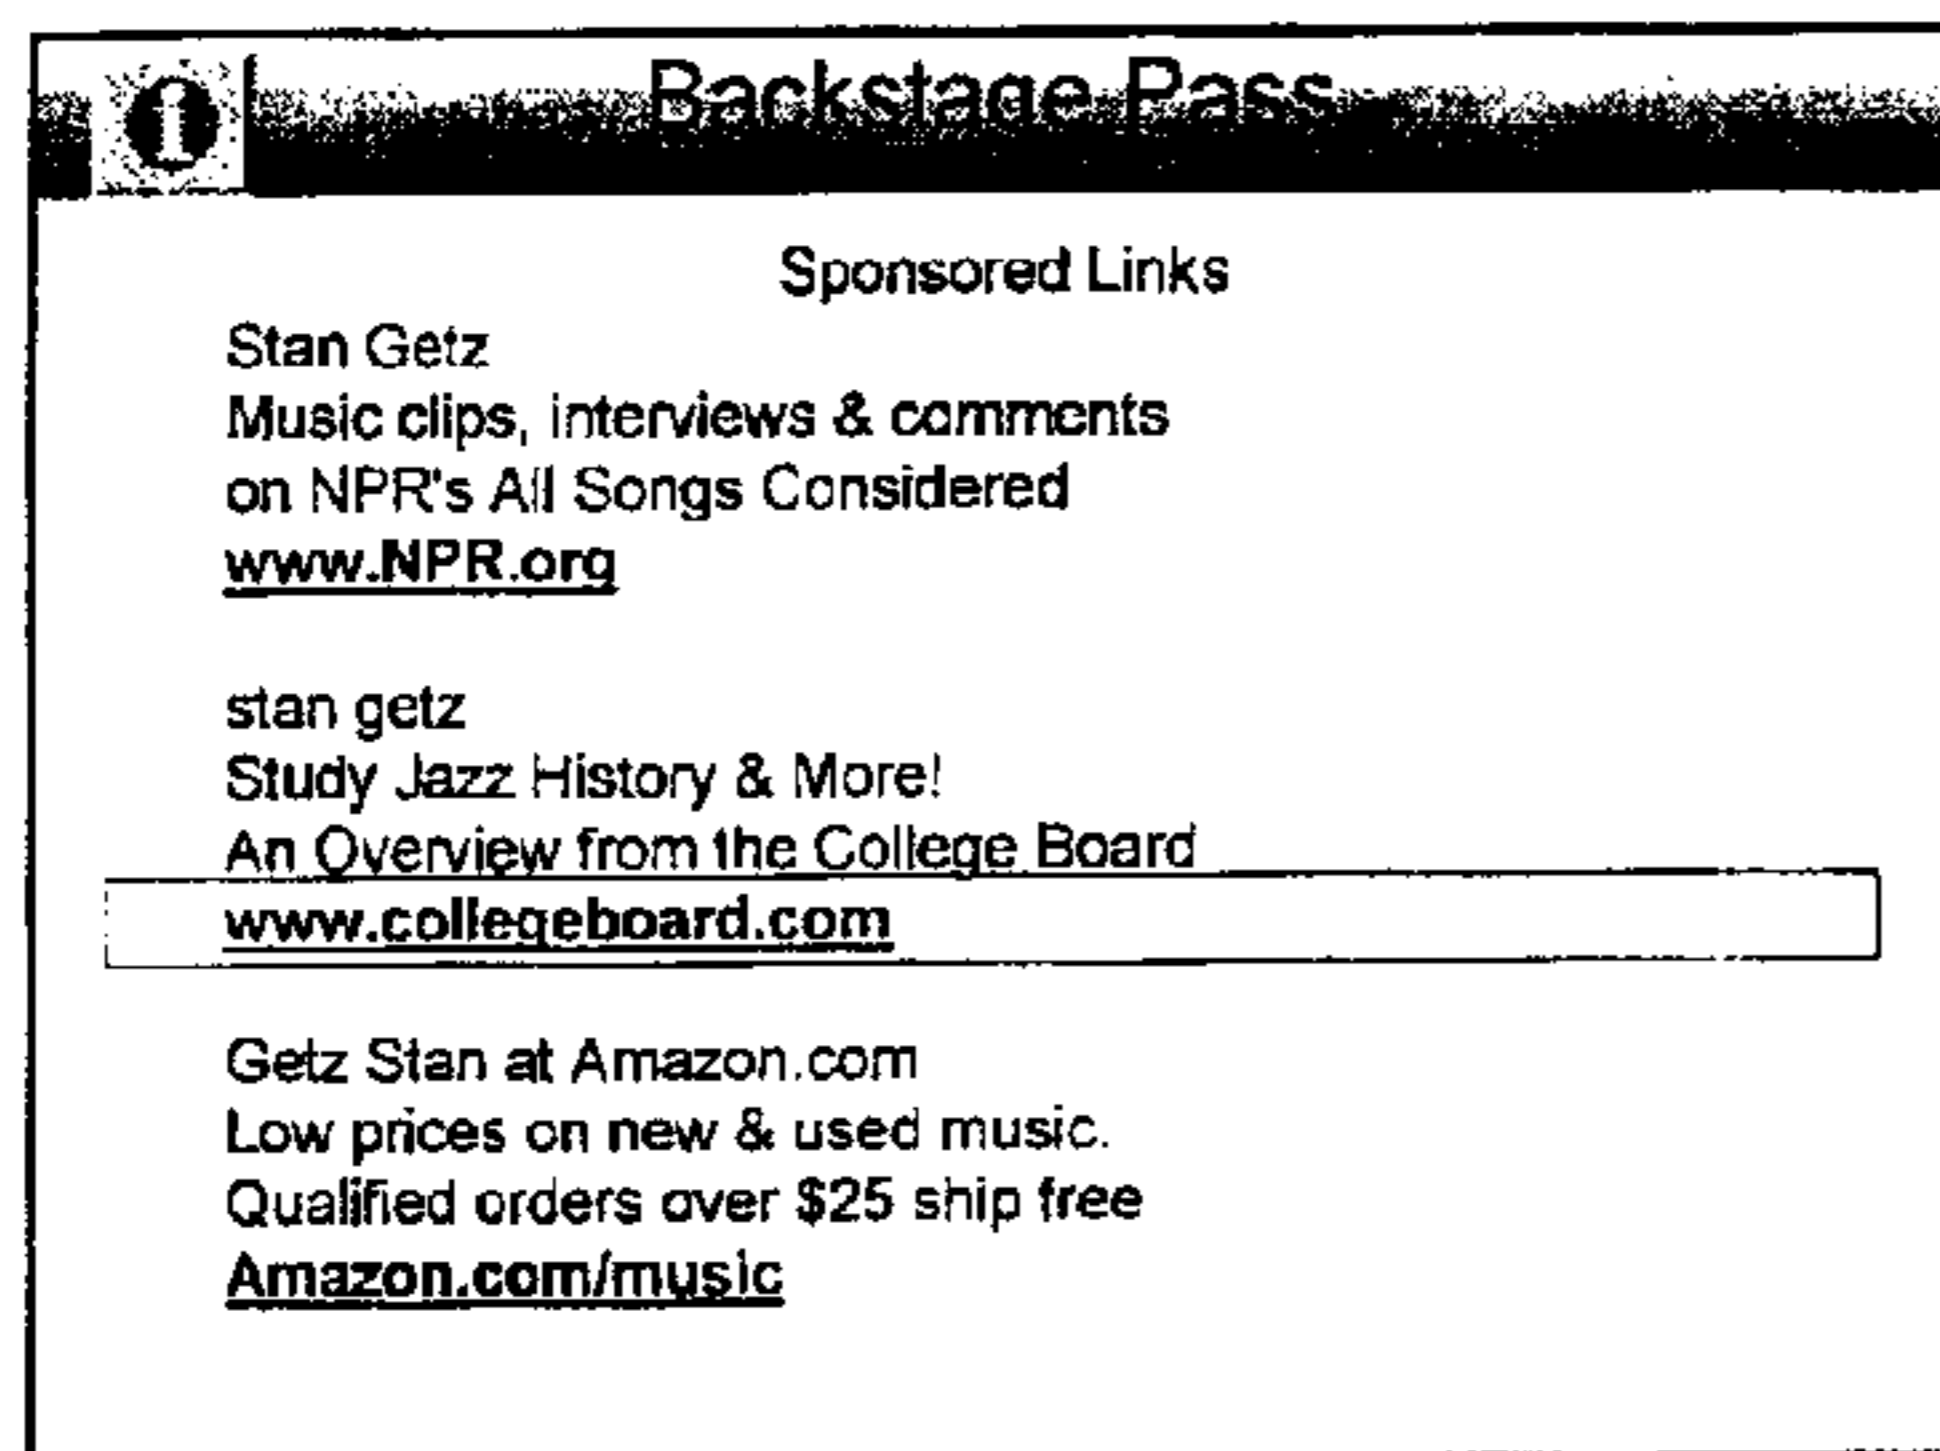 i
Backstage Pass
Sponsored Links
Stan Getz
Music clips, interviews & comments
on NPR's All Songs Considered
www.NPR.org
stan getz
Study Jazz History & More!
An Overview from the College Board
www.collegeboard.com
Getz Stan at Amazon.com
Low prices on new & used music.
Qualified orders over $25 ship free
Amazon.com/music